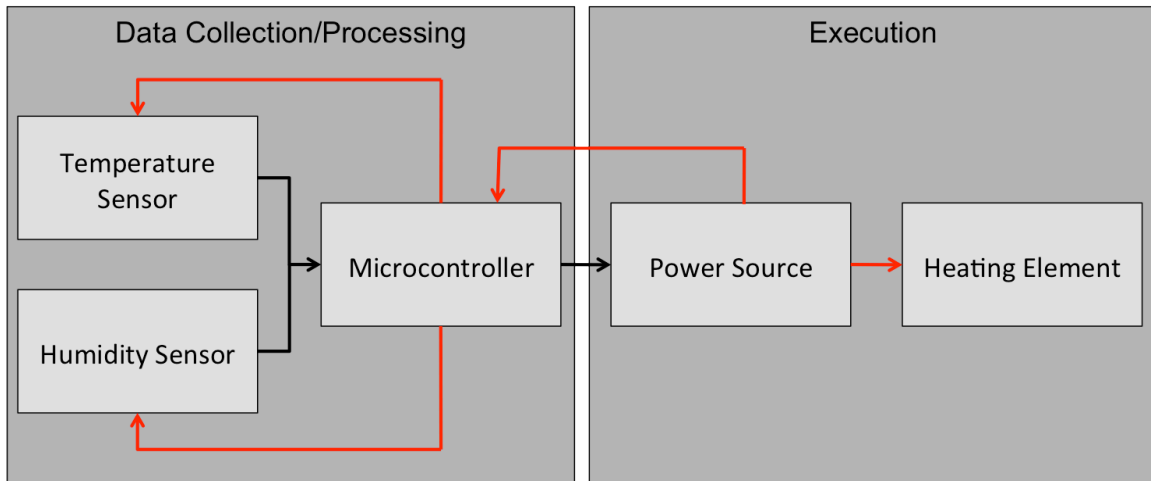 Data Collection/Processing
Execution
Temperature
Sensor
Microcontroller
Power Source
Heating Element
Humidity Sensor